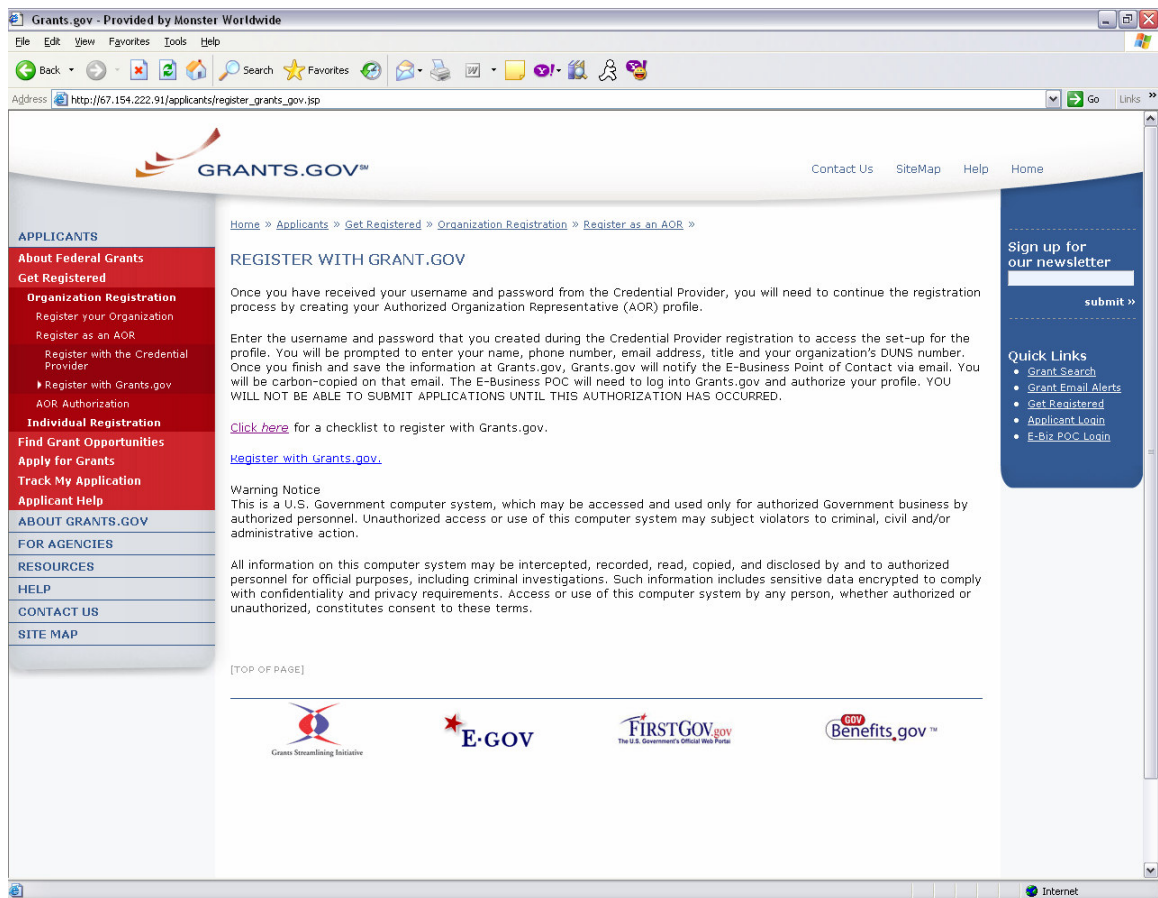 Grants.gov - Provided by Monster Worldwide
File Edit View Favorites Tools Help
Back Search Favorites
Address http://67.154.222.91/applicants/register_grants_gov.jsp Go Links »
GRANTS.GOV℠
Contact Us SiteMap Help Home
Home » Applicants » Get Registered » Organization Registration » Register as an AOR »
APPLICANTS
About Federal Grants
Get Registered
Organization Registration
Register your Organization
Register as an AOR
Register with the Credential
Provider
Register with Grants.gov
AOR Authorization
Individual Registration
Find Grant Opportunities
Apply for Grants
Track My Application
Applicant Help
ABOUT GRANTS.GOV
FOR AGENCIES
RESOURCES
HELP
CONTACT US
SITE MAP
REGISTER WITH GRANT.GOV
Once you have received your username and password from the Credential Provider, you will need to continue the registration
process by creating your Authorized Organization Representative (AOR) profile.
Enter the username and password that you created during the Credential Provider registration to access the set-up for the
profile. You will be prompted to enter your name, phone number, email address, title and your organization's DUNS number.
Once you finish and save the information at Grants.gov, Grants.gov will notify the E-Business Point of Contact via email. You
will be carbon-copied on that email. The E-Business POC will need to log into Grants.gov and authorize your profile. YOU
WILL NOT BE ABLE TO SUBMIT APPLICATIONS UNTIL THIS AUTHORIZATION HAS OCCURRED.
Click here for a checklist to register with Grants.gov.
Register with Grants.gov.
Warning Notice
This is a U.S. Government computer system, which may be accessed and used only for authorized Government business by
authorized personnel. Unauthorized access or use of this computer system may subject violators to criminal, civil and/or
administrative action.
All information on this computer system may be intercepted, recorded, read, copied, and disclosed by and to authorized
personnel for official purposes, including criminal investigations. Such information includes sensitive data encrypted to comply
with confidentiality and privacy requirements. Access or use of this computer system by any person, whether authorized or
unauthorized, constitutes consent to these terms.
[TOP OF PAGE]
Sign up for
our newsletter
submit »
Quick Links
Grant Search
Grant Email Alerts
Get Registered
Applicant Login
E-Biz POC Login
Grants Streamlining Initiative
E·GOV
FIRSTGOV.gov
The U.S. Government's Official Web Portal
GOV
Benefits.gov ™
Internet